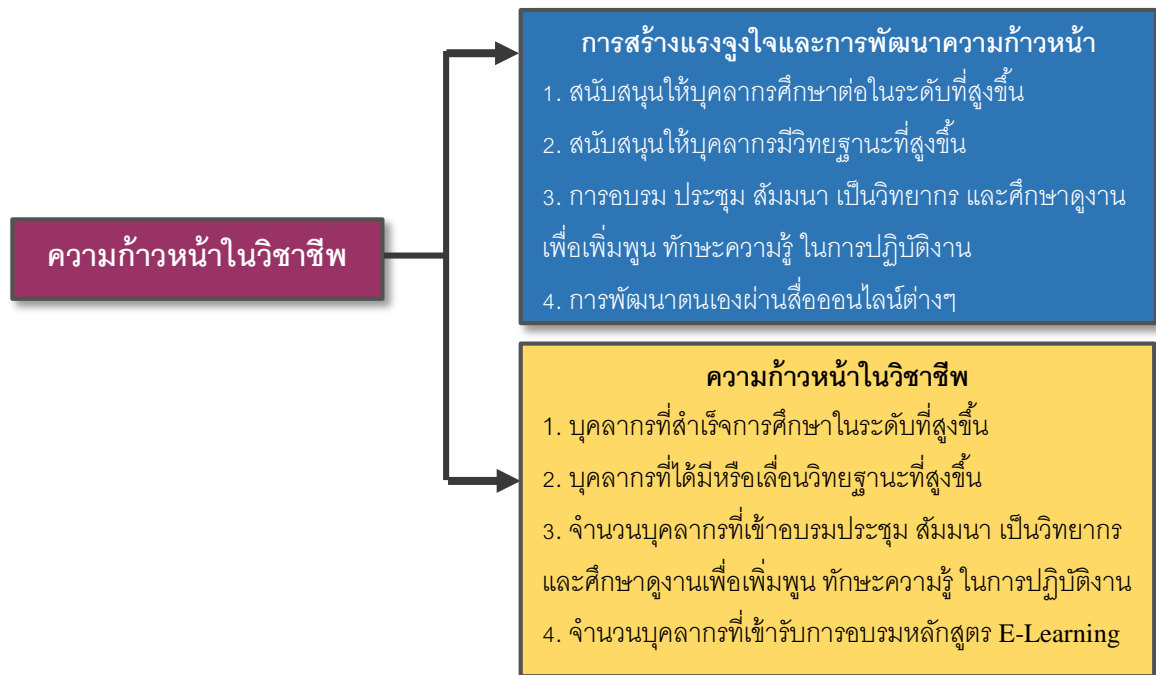 ความก้าวหน้าในวิชาชีพ
การสร้างแรงจูงใจและการพัฒนาความก้าวหน้า
1. สนับสนุนให้บุคลากรศึกษาต่อในระดับที่สูงขึ้น
2. สนับสนุนให้บุคลากรมีวิทยฐานะที่สูงขึ้น
3. การอบรม ประชุม สัมมนา เป็นวิทยากร และศึกษาดูงาน
เพื่อเพิ่มพูน ทักษะความรู้ ในการปฏิบัติงาน
4. การพัฒนาตนเองผ่านสื่อออนไลน์ต่างๆ
ความก้าวหน้าในวิชาชีพ
1. บุคลากรที่สำเร็จการศึกษาในระดับที่สูงขึ้น
2. บุคลากรที่ได้มีหรือเลื่อนวิทยฐานะที่สูงขึ้น
3. จำนวนบุคลากรที่เข้าอบรมประชุม สัมมนา เป็นวิทยากร
และศึกษาดูงานเพื่อเพิ่มพูน ทักษะความรู้ ในการปฏิบัติงาน
4. จำนวนบุคลากรที่เข้ารับการอบรมหลักสูตร E-Learning